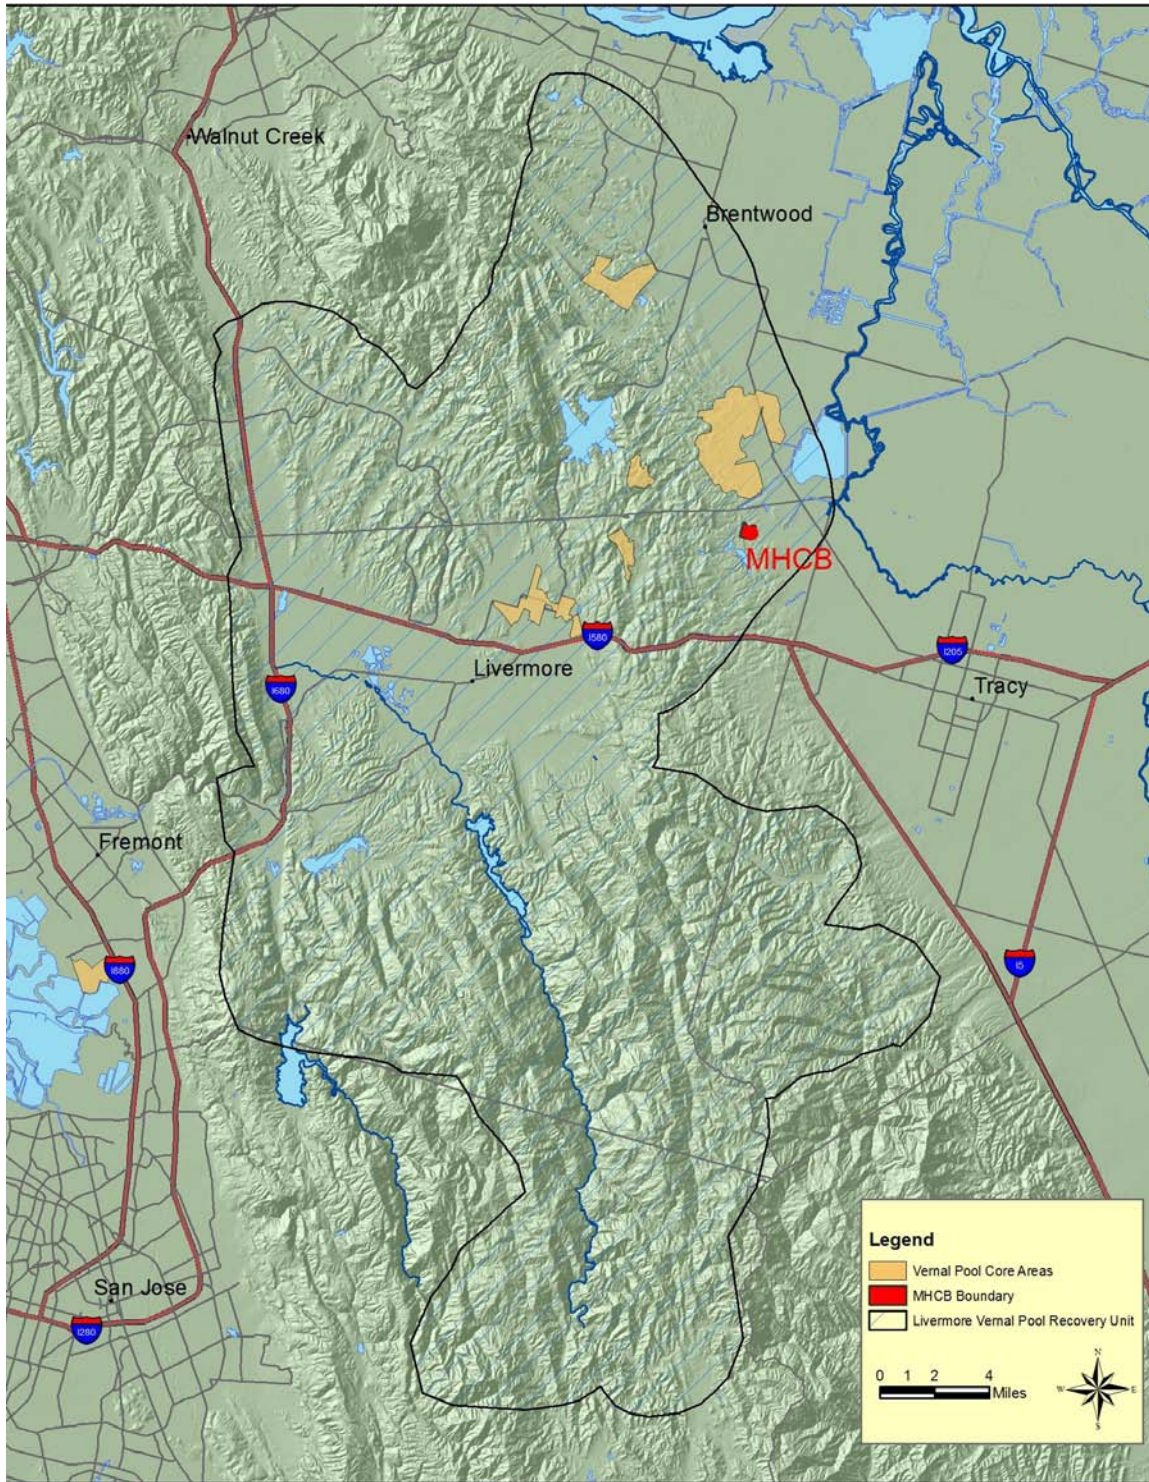 Walnut Creek
Brentwood
MHCB
I580
Livermore
I205
I680
Tracy
Fremont
I880
I5
San Jose
I280
Legend
Vernal Pool Core Areas
MHCB Boundary
Livermore Vernal Pool Recovery Unit
0 1 2 4
Miles
N
W E
S